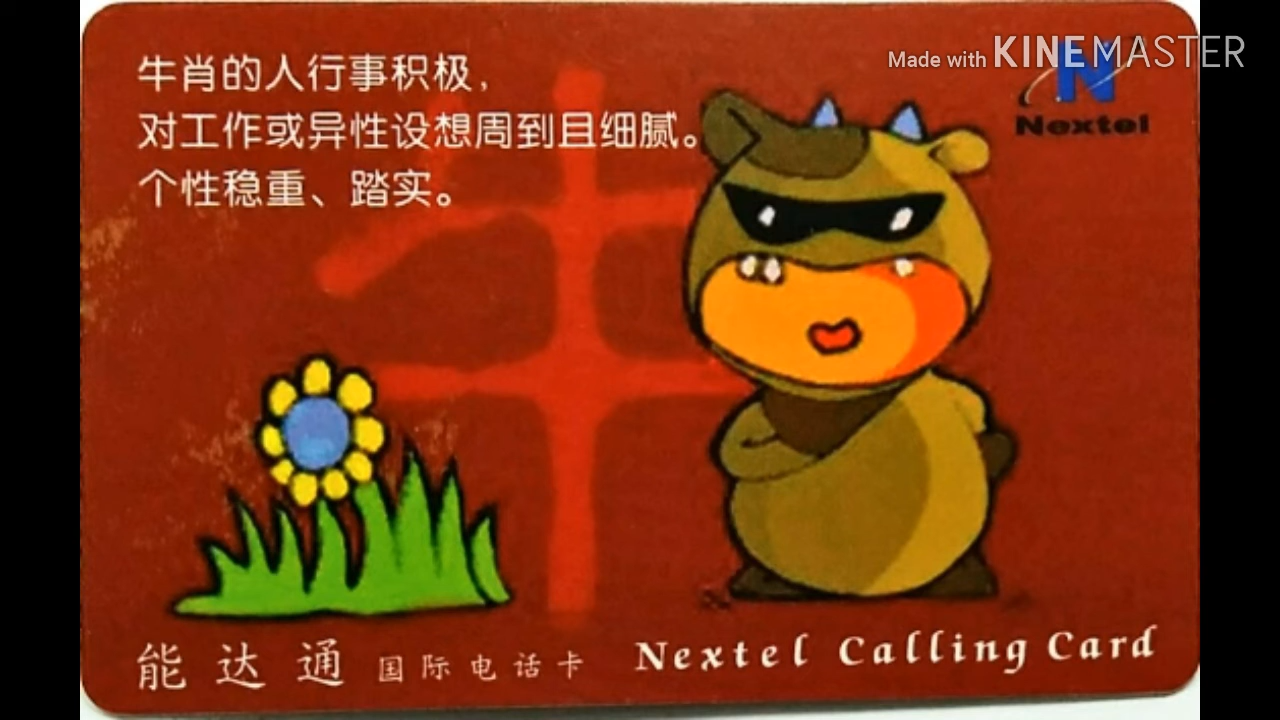 牛肖的人行事积极，
对工作或异性设想周到且细腻。
个性稳重、踏实。
Made with KINEMASTER
N
Nextel
牛
能达通 国际电话卡 Nextel Calling Card